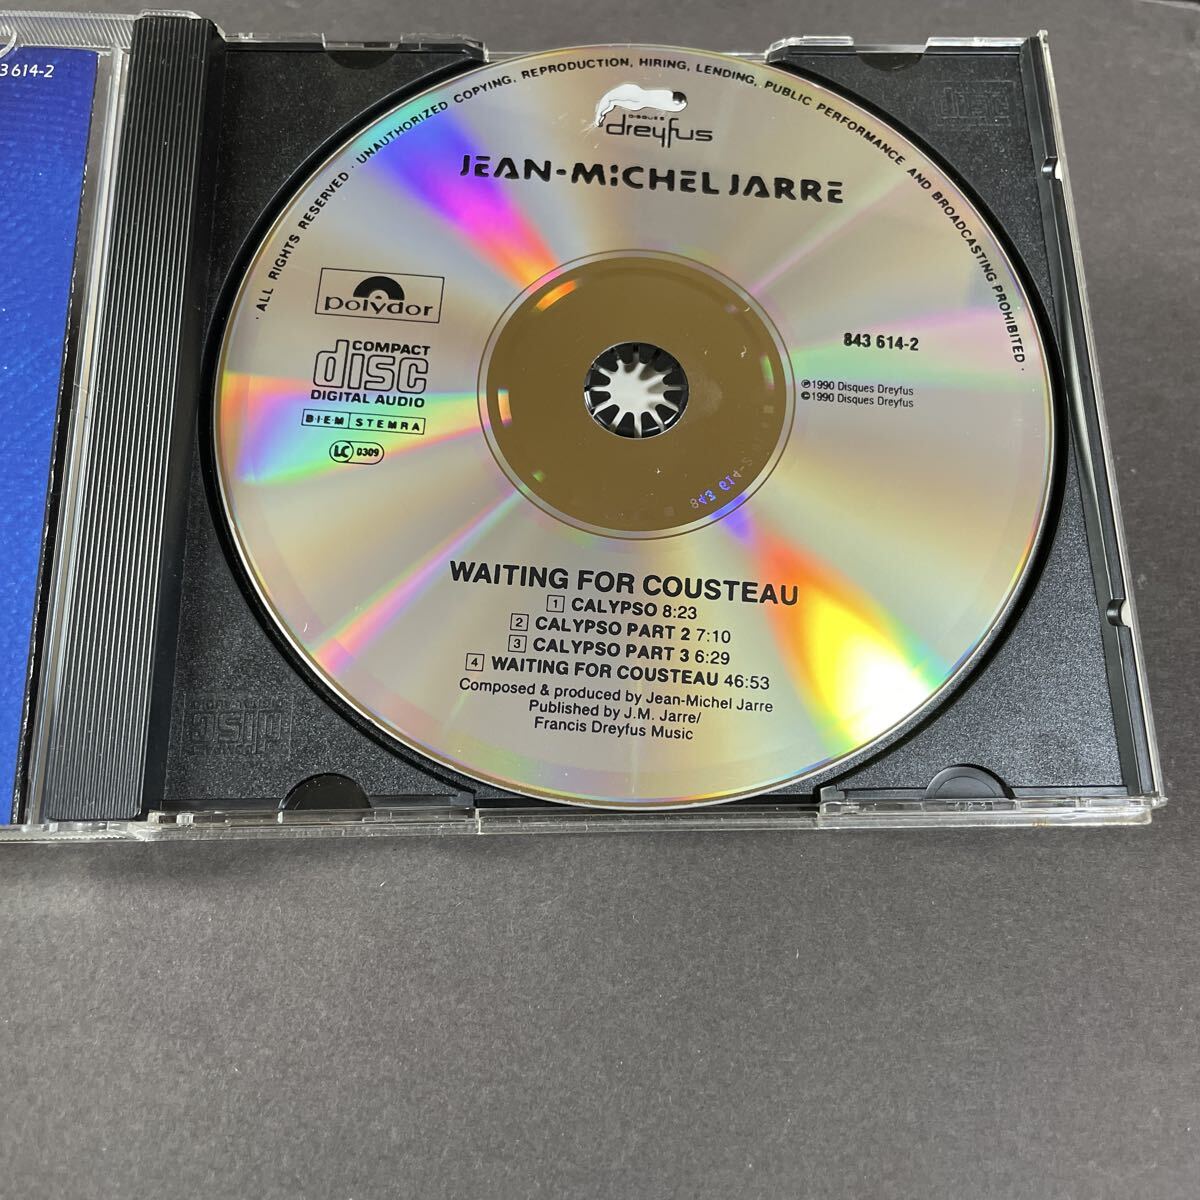 3 614-2
· ALL RIGHTS RESERVED · UNAUTHORIZED COPYING, REPRODUCTION, HIRING, LENDING, PUBLIC PERFORMANCE AND BROADCASTING PROHIBITED ·
DISQUES
dreyfus
JEAN-MICHEL JARRE
polydor
COMPACT
disc
DIGITAL AUDIO
BIEM STEMRA
LC 0309
843 614-2
℗1990 Disques Dreyfus
©1990 Disques Dreyfus
WAITING FOR COUSTEAU
1 CALYPSO 8:23
2 CALYPSO PART 2 7:10
3 CALYPSO PART 3 6:29
4 WAITING FOR COUSTEAU 46:53
Composed & produced by Jean-Michel Jarre
Published by J.M. Jarre/
Francis Dreyfus Music
disc
disc